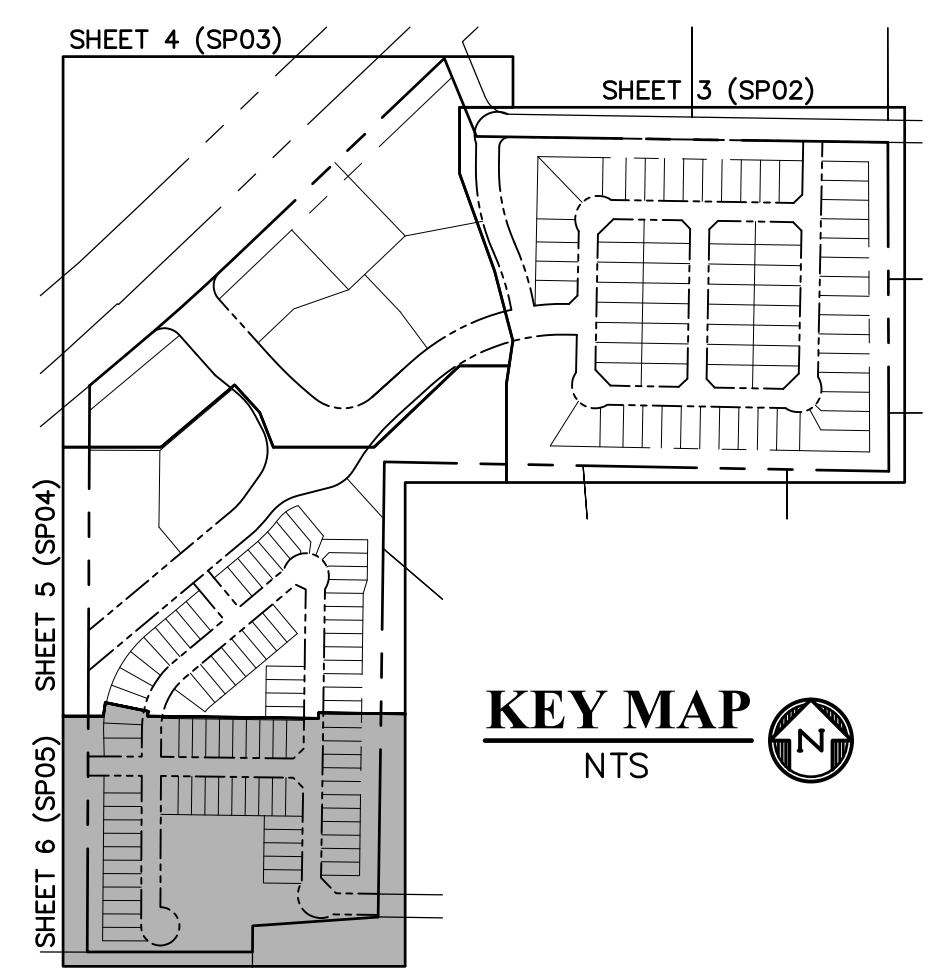 SHEET 4 (SP03)
SHEET 3 (SP02)
SHEET 5 (SP04)
KEY MAP
NTS
N
SHEET 6 (SP05)